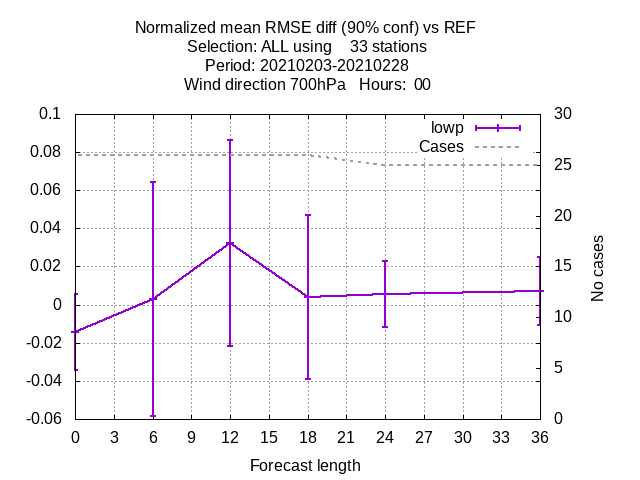 Normalized mean RMSE diff (90% conf) vs REF
Selection: ALL using    33 stations
Period: 20210203-20210228
Wind direction 700hPa   Hours:  00
lowp
Cases
0.1
0.08
0.06
0.04
0.02
0
-0.02
-0.04
-0.06
30
25
20
15
10
5
0
No cases
0 3 6 9 12 15 18 21 24 27 30 33 36
Forecast length